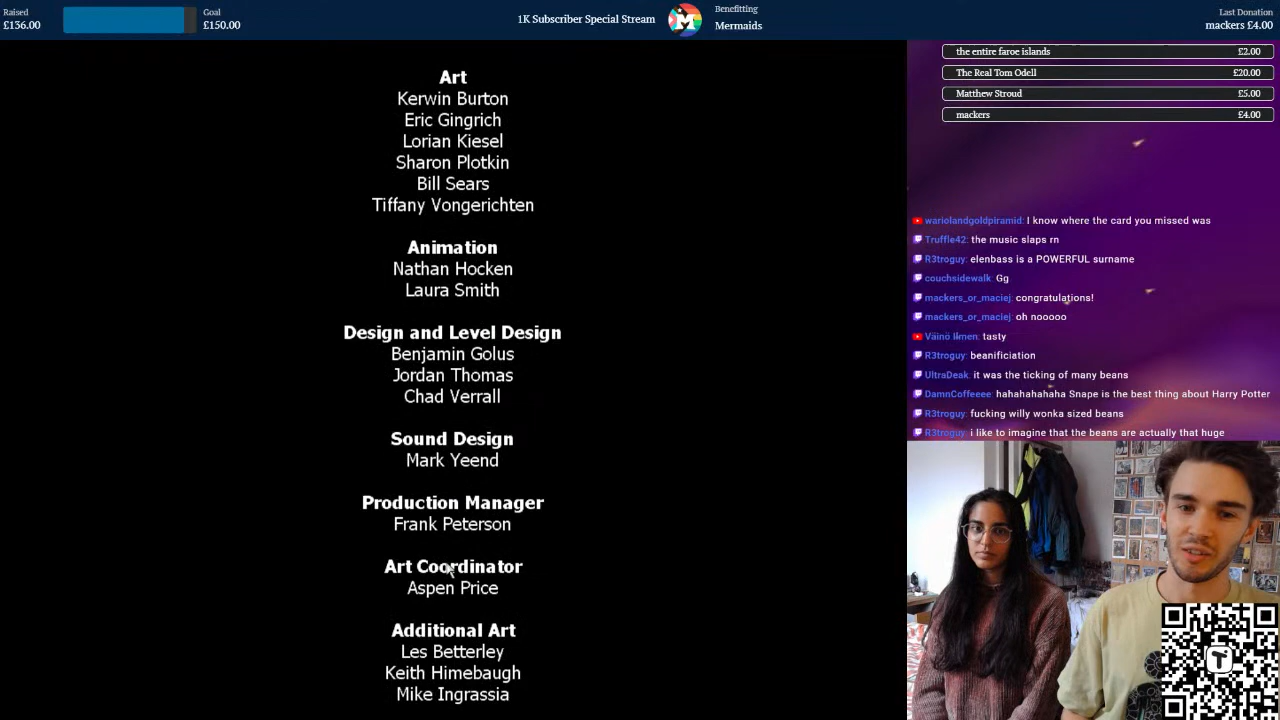 Raised
£136.00
Goal
£150.00
1K Subscriber Special Stream
M
Benefitting
Mermaids
Last Donation
mackers £4.00
Art
Kerwin Burton
Eric Gingrich
Lorian Kiesel
Sharon Plotkin
Bill Sears
Tiffany Vongerichten
Animation
Nathan Hocken
Laura Smith
Design and Level Design
Benjamin Golus
Jordan Thomas
Chad Verrall
Sound Design
Mark Yeend
Production Manager
Frank Peterson
Art Coordinator
Aspen Price
Additional Art
Les Betterley
Keith Himebaugh
Mike Ingrassia
the entire faroe islands £2.00
The Real Tom Odell £20.00
Matthew Stroud £5.00
mackers £4.00
wariolandgoldpiramid: I know where the card you missed was
Truffle42: the music slaps rn
R3troguy: elenbass is a POWERFUL surname
couchsidewalk: Gg
mackers_or_maciej: congratulations!
mackers_or_maciej: oh nooooo
Väinö Ilmen: tasty
R3troguy: beanificiation
UltraDeak: it was the ticking of many beans
DamnCoffeeee: hahahahahaha Snape is the best thing about Harry Potter
R3troguy: fucking willy wonka sized beans
R3troguy: i like to imagine that the beans are actually that huge